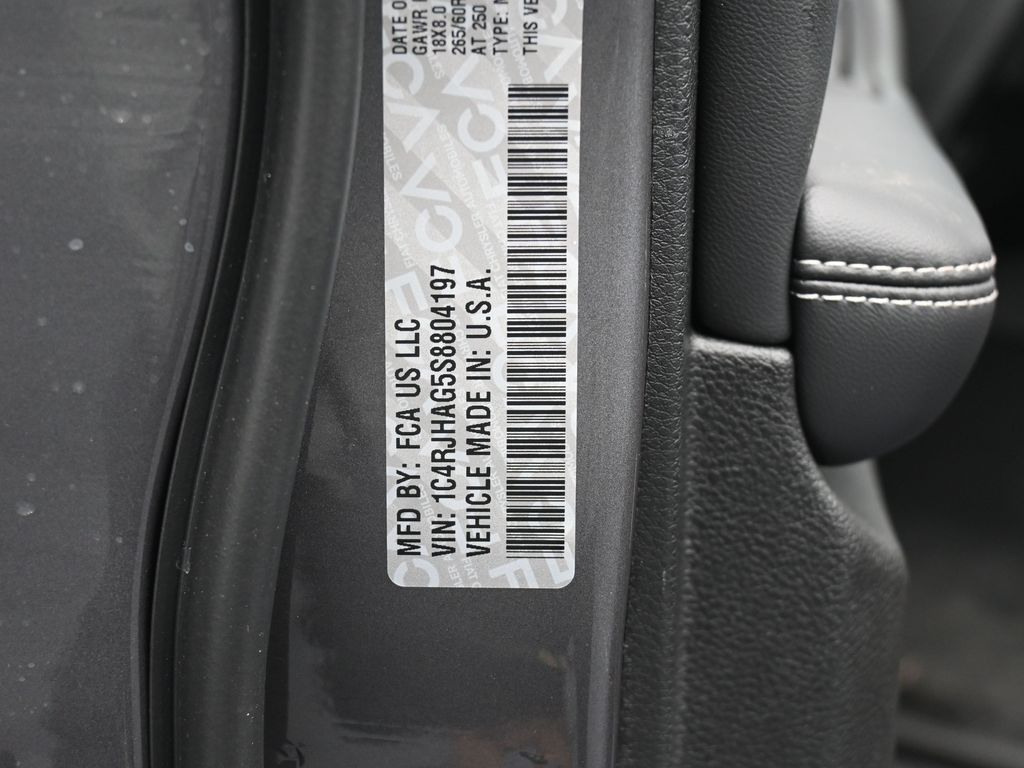 MFD BY: FCA US LLC
VIN: 1C4RJHAG5S8804197
VEHICLE MADE IN: U.S.A.
DATE O
GAWR
18X8.0
265/60R
AT 250
TYPE:
THIS VE
FCA